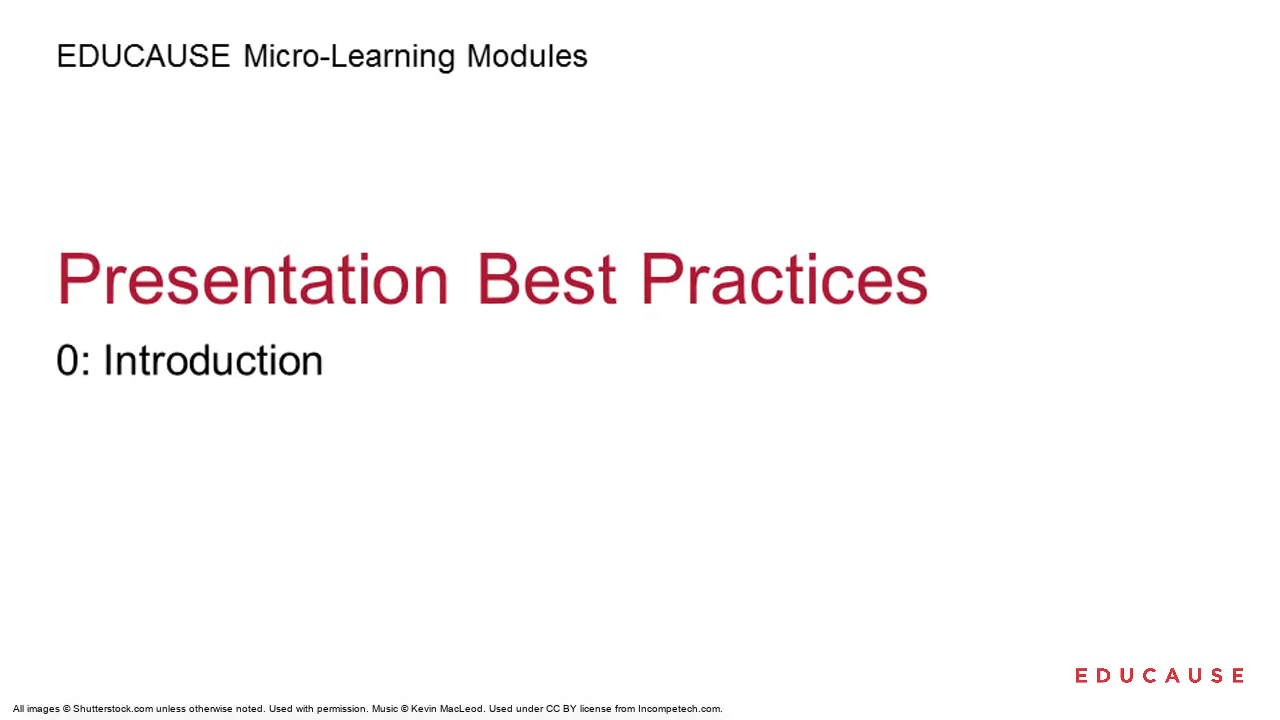 EDUCAUSE Micro-Learning Modules
Presentation Best Practices
0: Introduction
EDUCAUSE
All images © Shutterstock.com unless otherwise noted. Used with permission. Music © Kevin MacLeod. Used under CC BY license from Incompetech.com.